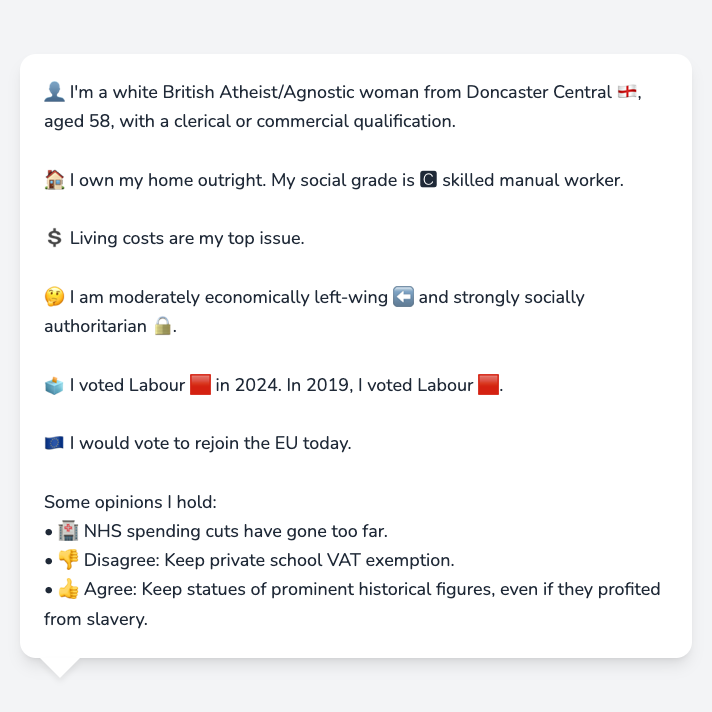 👤 I'm a white British Atheist/Agnostic woman from Doncaster Central 🏴󠁧󠁢󠁥󠁮󠁧󠁿,
aged 58, with a clerical or commercial qualification.
🏠 I own my home outright. My social grade is 🅲 skilled manual worker.
💲 Living costs are my top issue.
🤔 I am moderately economically left-wing ⬅️ and strongly socially
authoritarian 🔒.
🗳️ I voted Labour 🟥 in 2024. In 2019, I voted Labour 🟥.
🇪🇺 I would vote to rejoin the EU today.
Some opinions I hold:
• 🏥 NHS spending cuts have gone too far.
• 👎 Disagree: Keep private school VAT exemption.
• 👍 Agree: Keep statues of prominent historical figures, even if they profited
from slavery.